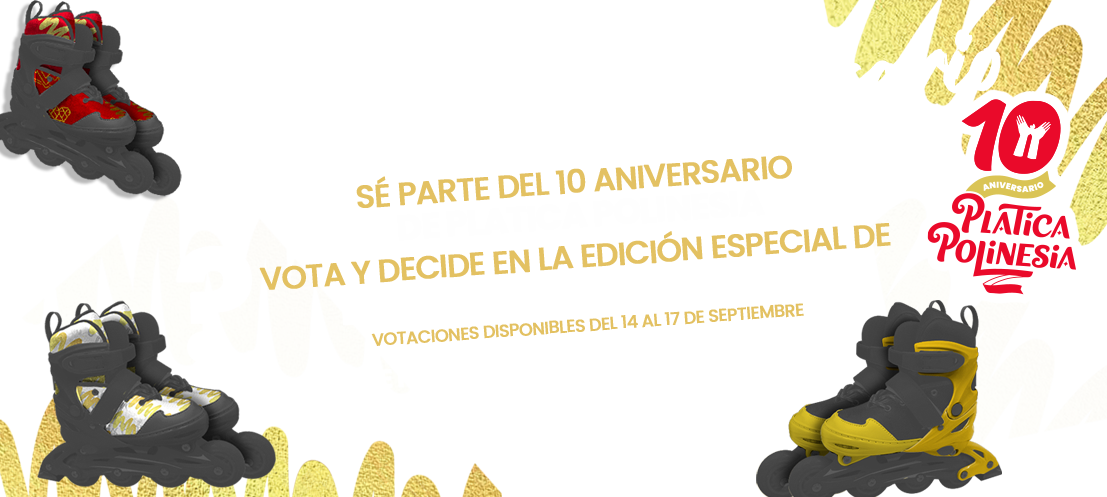 SÉ PARTE DEL 10 ANIVERSARIO
VOTA Y DECIDE EN LA EDICIÓN ESPECIAL DE
VOTACIONES DISPONIBLES DEL 14 AL 17 DE SEPTIEMBRE
10
ANIVERSARIO
PLÁTICA
POLINESIA